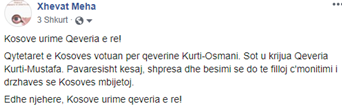 Xhevat Meha
3 Shkurt ·
Kosove urime Qeveria e re!
Qytetaret e Kosoves votuan per qeverine Kurti-Osmani. Sot u krijua Qeveria
Kurti-Mustafa. Pavaresisht kesaj, shpresa dhe besimi se do te filloj c'monitimi i
drzhaves se Kosoves mbijetoj.
Edhe njehere, Kosove urime qeveria e re!